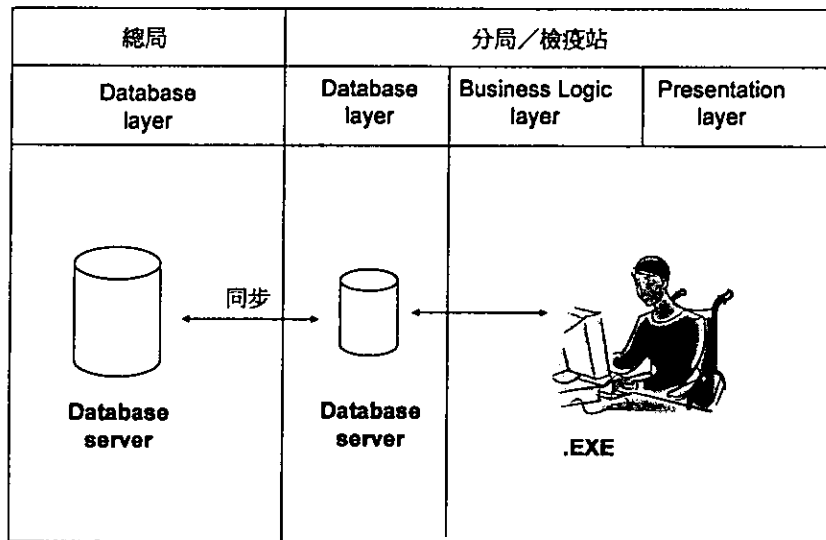 總局
分局／檢疫站
Database
layer
Database
layer
Business Logic
layer
Presentation
layer
同步
Database
server
Database
server
.EXE